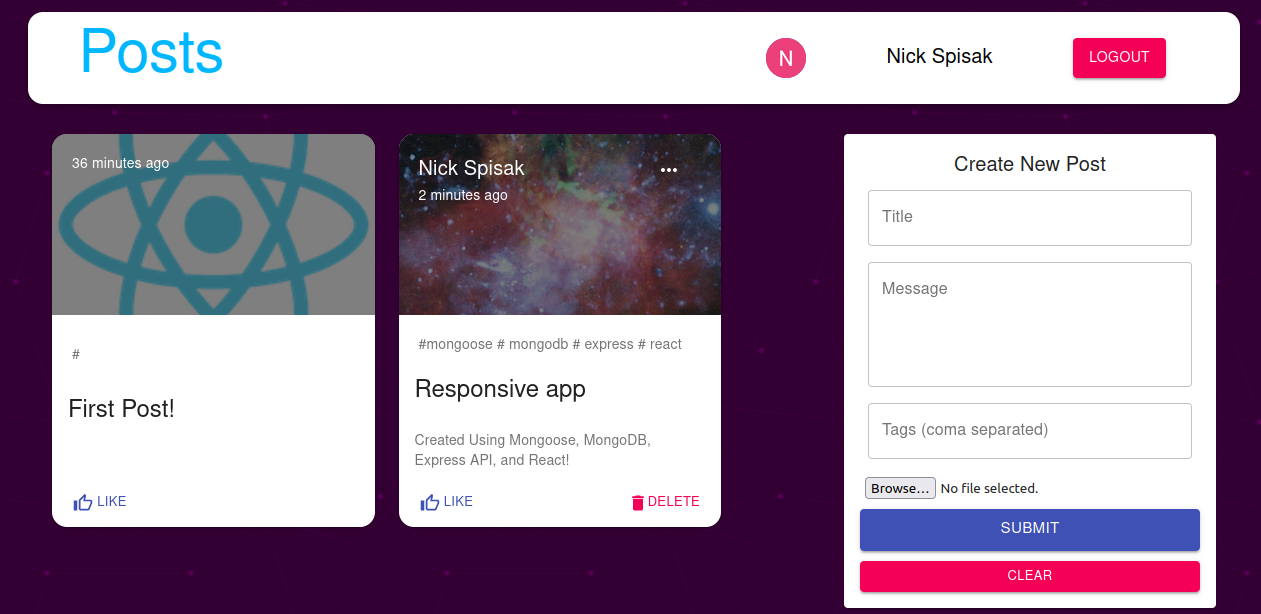 Posts
N
Nick Spisak
LOGOUT
36 minutes ago
#
First Post!
LIKE
Nick Spisak
2 minutes ago
#mongoose # mongodb # express # react
Responsive app
Created Using Mongoose, MongoDB,
Express API, and React!
LIKE
DELETE
Create New Post
Title
Message
Tags (coma separated)
Browse... No file selected.
SUBMIT
CLEAR